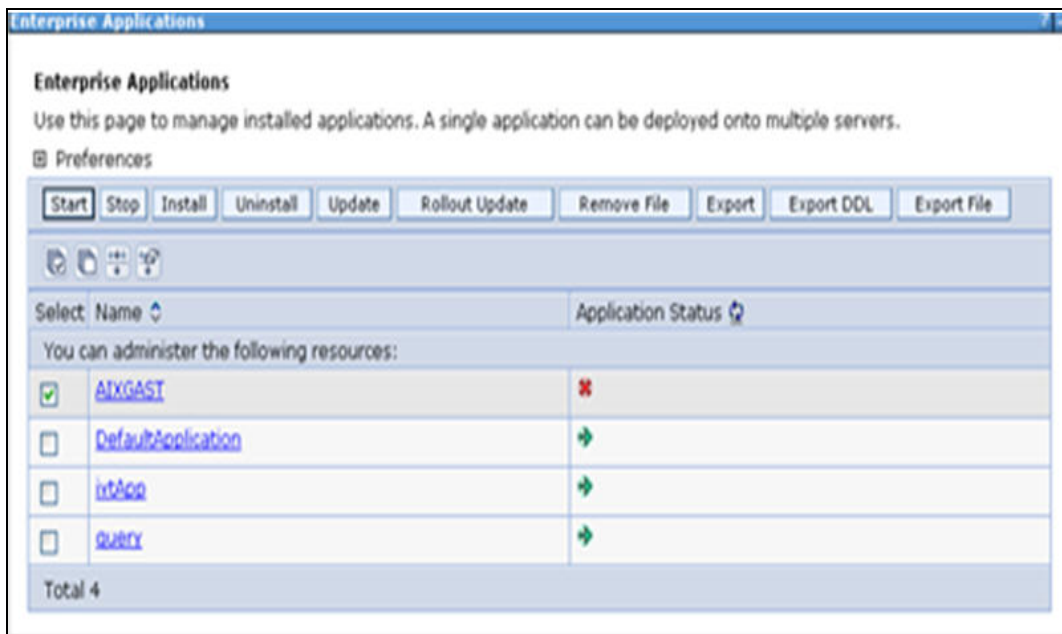 Enterprise Applications
Enterprise Applications
Use this page to manage installed applications. A single application can be deployed onto multiple servers.
Preferences
Start Stop Install Uninstall Update Rollout Update Remove File Export Export DDL Export File
Select Name Application Status
You can administer the following resources:
AIXGAST
DefaultApplication
ivtApp
query
Total 4